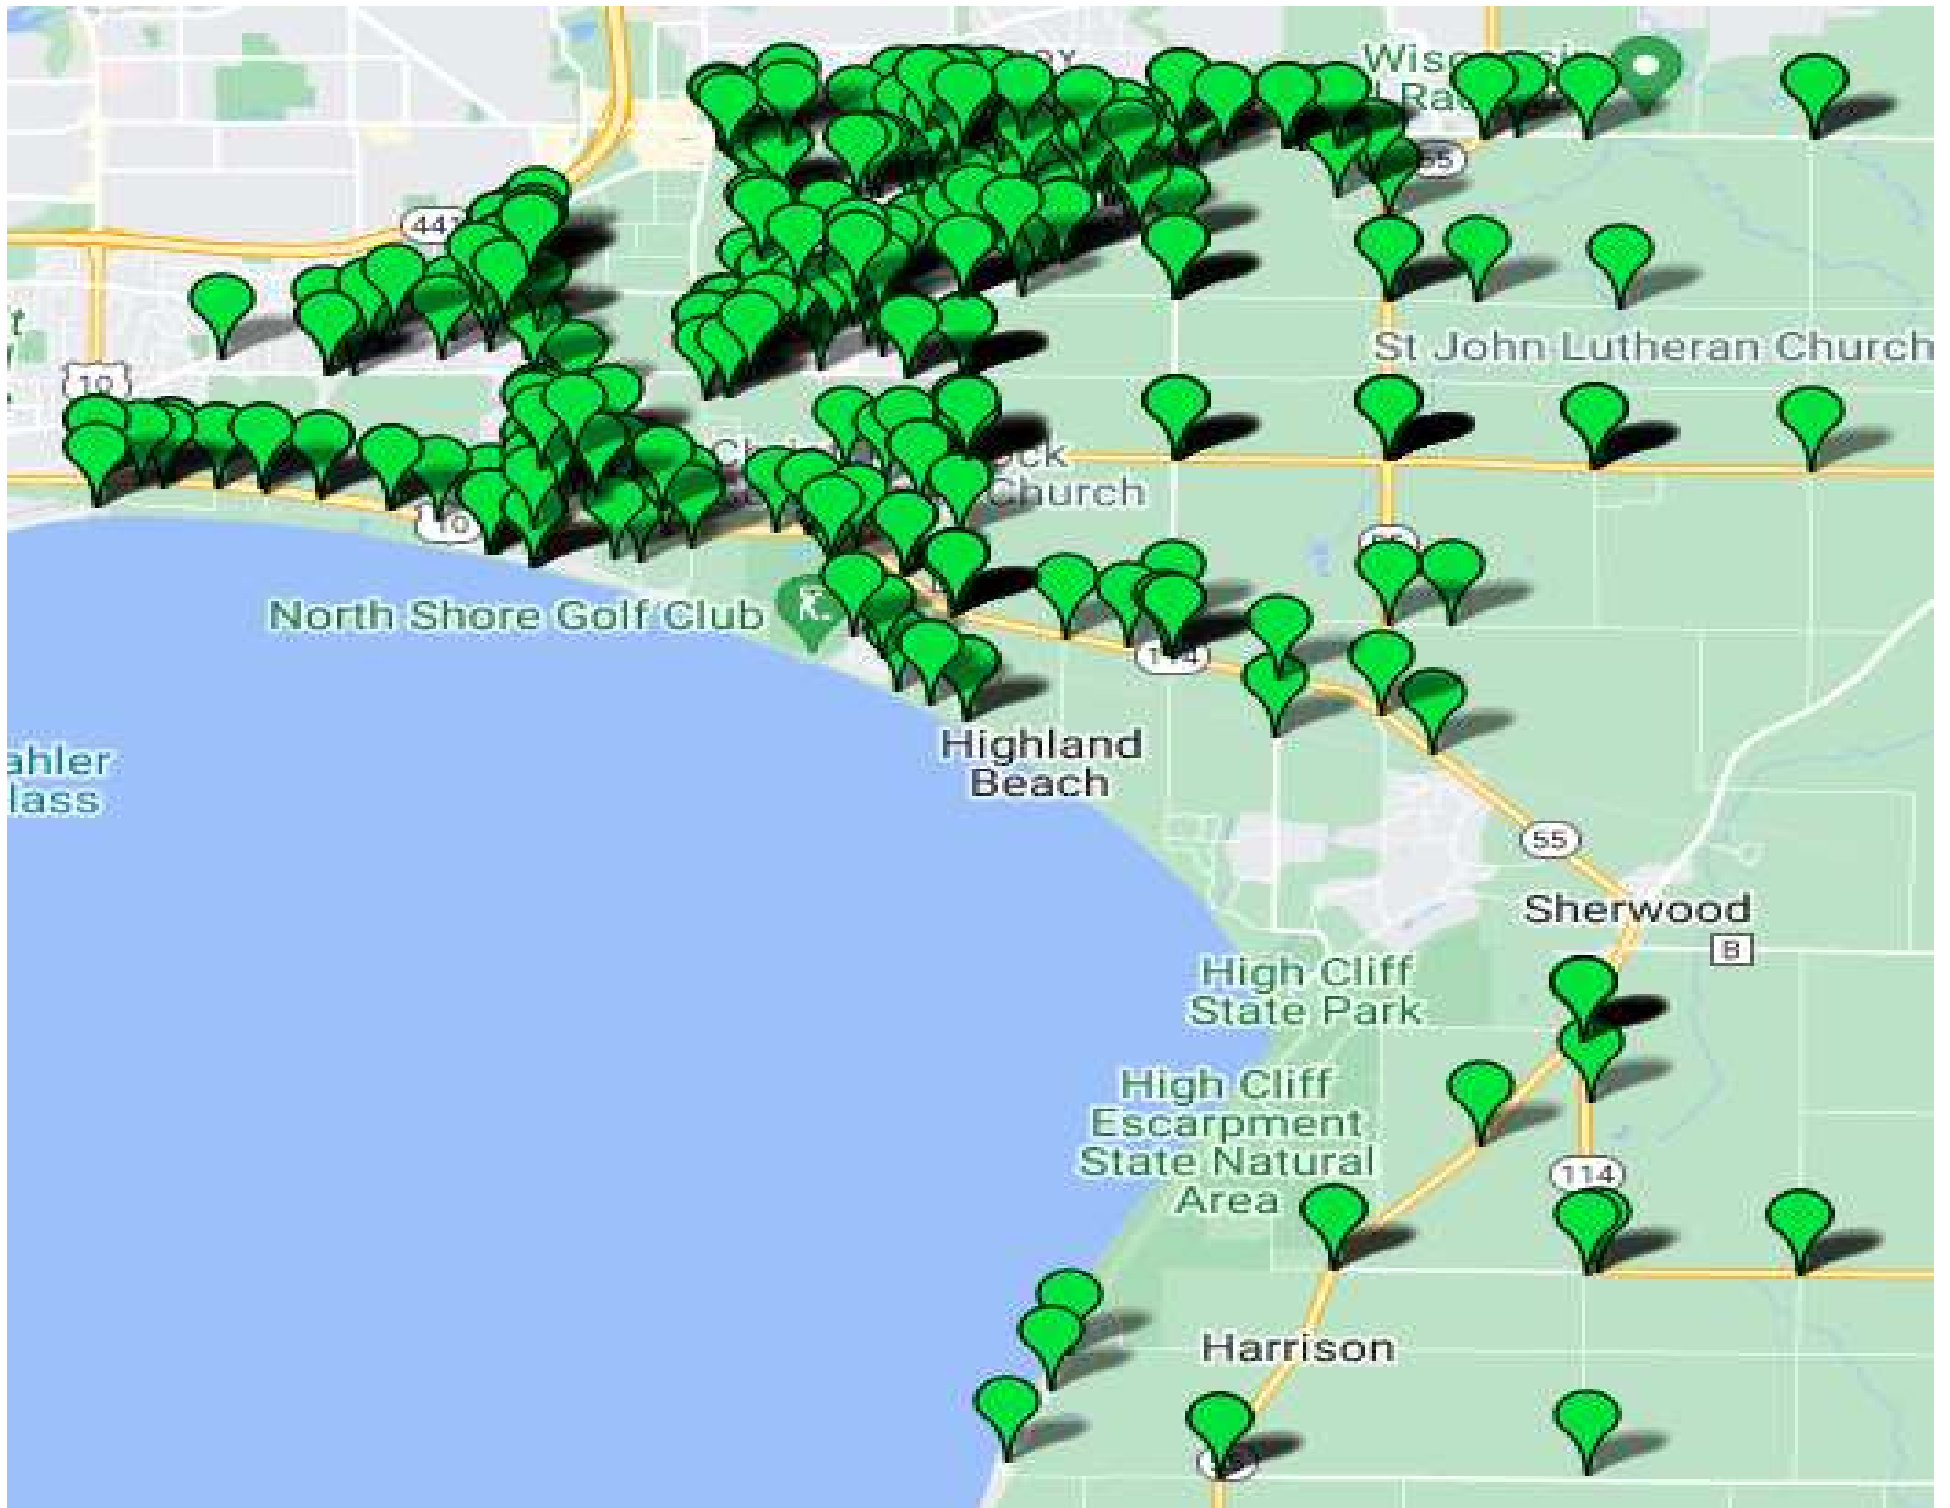 441
55
10
St John Lutheran Church
Church
North Shore Golf Club
114
Highland
Beach
ahler
lass
55
Sherwood
B
High Cliff
State Park
High Cliff
Escarpment
State Natural
Area
114
Harrison